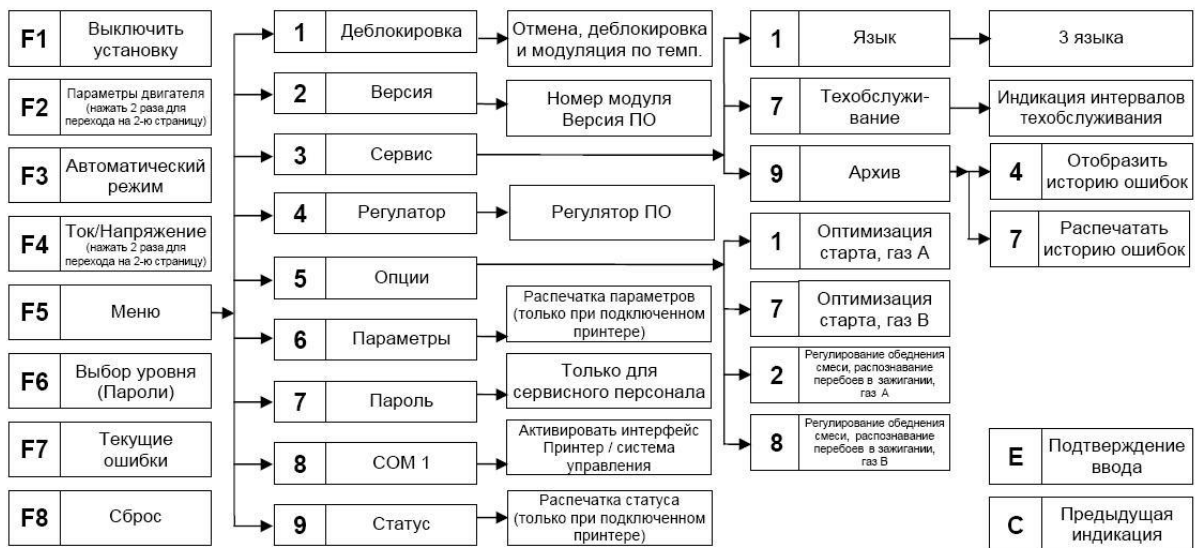 F1
Выключить
установку
F2
Параметры двигателя
(нажать 2 раза для
перехода на 2-ю страницу)
F3
Автоматический
режим
F4
Ток/Напряжение
(нажать 2 раза для
перехода на 2-ю страницу)
F5
Меню
F6
Выбор уровня
(Пароли)
F7
Текущие
ошибки
F8
Сброс
1
Деблокировка
2
Версия
3
Сервис
4
Регулатор
5
Опции
6
Параметры
7
Пароль
8
COM 1
9
Статус
Отмена, деблокировка
и модуляция по темп.
Номер модуля
Версия ПО
Регулятор ПО
Распечатка параметров
(только при подключенном
принтере)
Только для
сервисного персонала
Активировать интерфейс
Принтер / система
управления
Распечатка статуса
(только при подключенном
принтере)
1
Язык
7
Техобслужи-
вание
9
Архив
1
Оптимизация
старта, газ А
7
Оптимизация
старта, газ В
2
Регулирование обеднения
смеси, распознавание
перебоев в зажигании,
газ А
8
Регулирование обеднения
смеси, распознавание
перебоев в зажигании,
газ В
3 языка
Индикация интервалов
техобслуживания
4
Отобразить
историю ошибок
7
Распечатать
историю ошибок
E
Подтверждение
ввода
C
Предыдущая
индикация